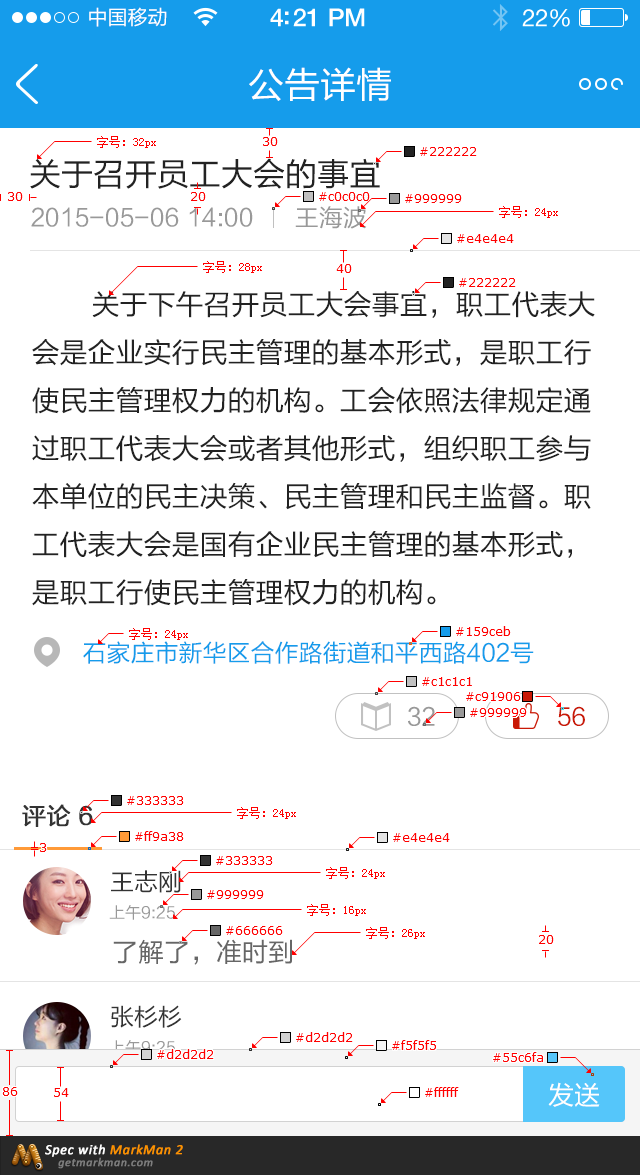 中国移动 4:21 PM 22%
公告详情
字号: 32px
30
#222222
关于召开员工大会的事宜
30
20
#c0c0c0
#999999
2015-05-06 14:00 王海波
字号: 24px
#e4e4e4
字号: 28px
40
#222222
关于下午召开员工大会事宜，职工代表大
会是企业实行民主管理的基本形式，是职工行
使民主管理权力的机构。工会依照法律规定通
过职工代表大会或者其他形式，组织职工参与
本单位的民主决策、民主管理和民主监督。职
工代表大会是国有企业民主管理的基本形式，
是职工行使民主管理权力的机构。
字号: 24px
#159ceb
石家庄市新华区合作路街道和平西路402号
#c1c1c1
#c91906
#999999
32 56
#333333
评论 6
字号: 24px
#ff9a38
#e4e4e4
3
#333333
王志刚
字号: 24px
#999999
上午9:25
字号: 16px
#666666
字号: 26px
了解了，准时到
20
张杉杉
#d2d2d2
上午9:25
#f5f5f5
#d2d2d2
#55c6fa
86
54
#ffffff
发送
Spec with MarkMan 2
getmarkman.com